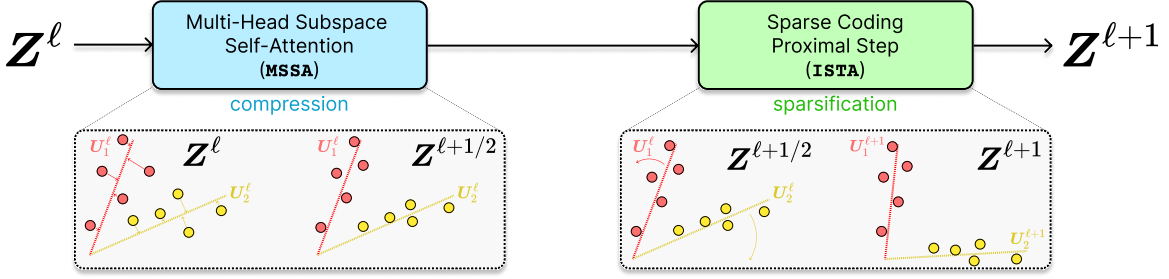 Z^ℓ
Multi-Head Subspace
Self-Attention
(MSSA)
compression
Sparse Coding
Proximal Step
(ISTA)
sparsification
Z^{ℓ+1}
U_1^ℓ
Z^ℓ
U_2^ℓ
U_1^ℓ
Z^{ℓ+1/2}
U_2^ℓ
U_1^ℓ
Z^{ℓ+1/2}
U_2^ℓ
U_1^{ℓ+1}
Z^{ℓ+1}
U_2^{ℓ+1}